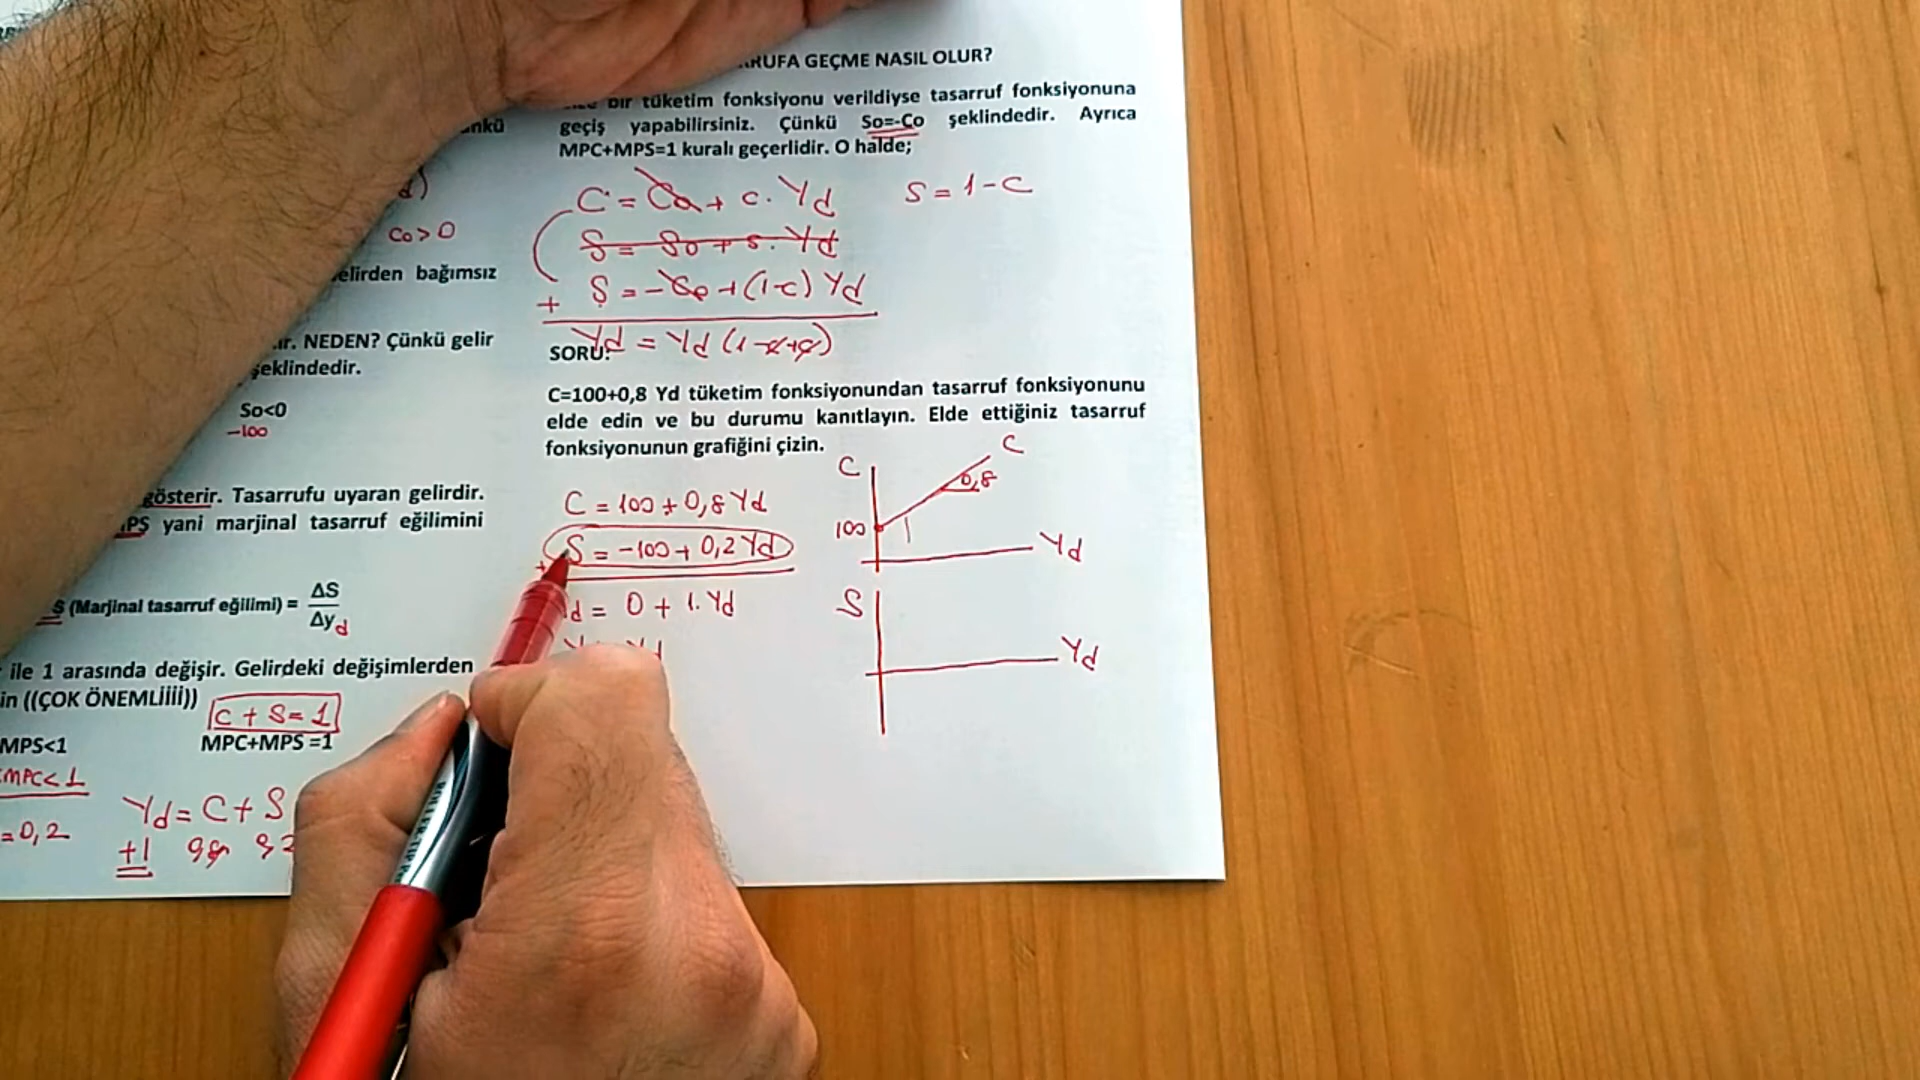 nkü
Co > 0
elirden bağımsız
ır. NEDEN? Çünkü gelir
şeklindedir.
So<0
-100
gösterir. Tasarrufu uyaran gelirdir.
MPS yani marjinal tasarruf eğilimini
S (Marjinal tasarruf eğilimi) = ΔS / Δyd
ile 1 arasında değişir. Gelirdeki değişimlerden
in ((ÇOK ÖNEMLİİİİ))
c + s = 1
MPS<1
MPC+MPS =1
MPC< 1
Yd = C + S
= 0,2
+1
RUFA GEÇME NASIL OLUR?
bir tüketim fonksiyonu verildiyse tasarruf fonksiyonuna
geçiş yapabilirsiniz. Çünkü So=-Co şeklindedir. Ayrıca
MPC+MPS=1 kuralı geçerlidir. O halde;
C = Co + c. Yd
s = 1 - c
S = So + s. Yd
+ S = -Co + (1-c) Yd
Yd = Yd (1-c+c)
SORU:
C=100+0,8 Yd tüketim fonksiyonundan tasarruf fonksiyonunu
elde edin ve bu durumu kanıtlayın. Elde ettiğiniz tasarruf
fonksiyonunun grafiğini çizin.
C = 100 + 0,8 Yd
+ S = -100 + 0,2 Yd
d = 0 + 1. Yd
C
C
0,8
100
Yd
S
Yd